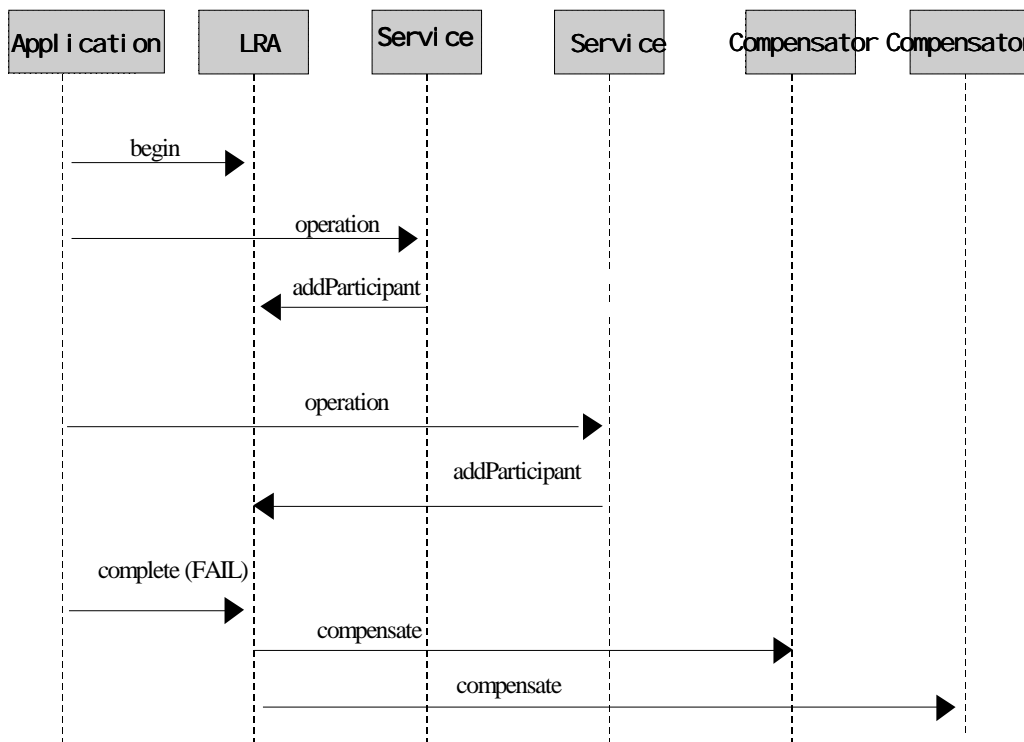 Application
LRA
Service
Service
Compensator
Compensator
begin
operation
addParticipant
operation
addParticipant
complete (FAIL)
compensate
compensate